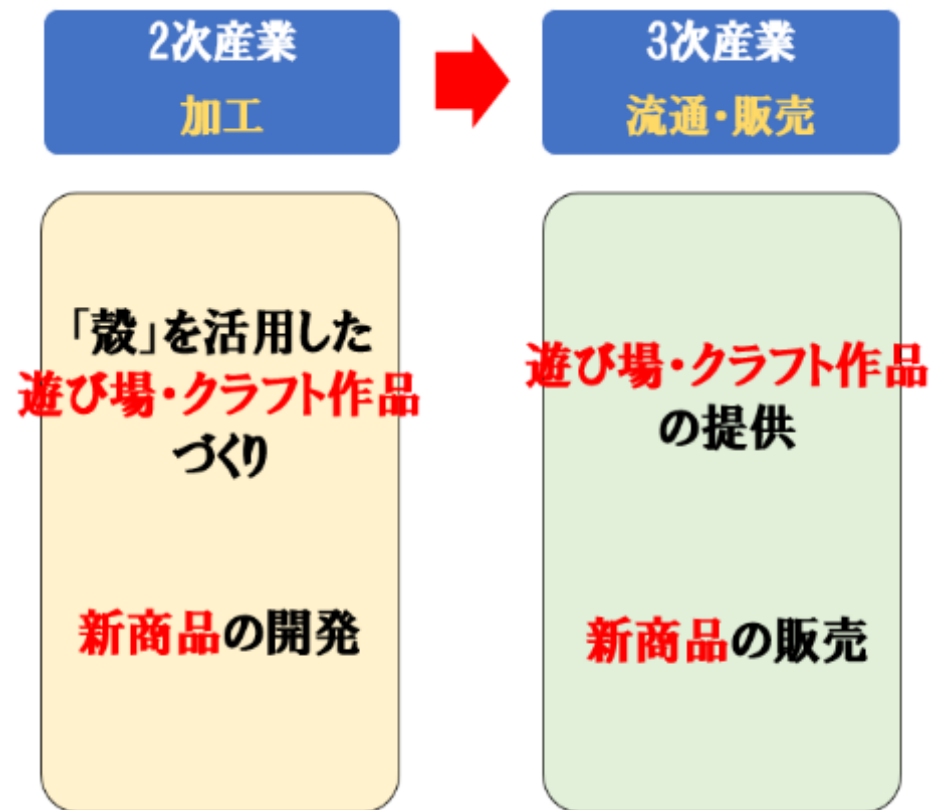 2次産業
加工
3次産業
流通・販売
「殻」を活用した
遊び場・クラフト作品
づくり
新商品の開発
遊び場・クラフト作品
の提供
新商品の販売